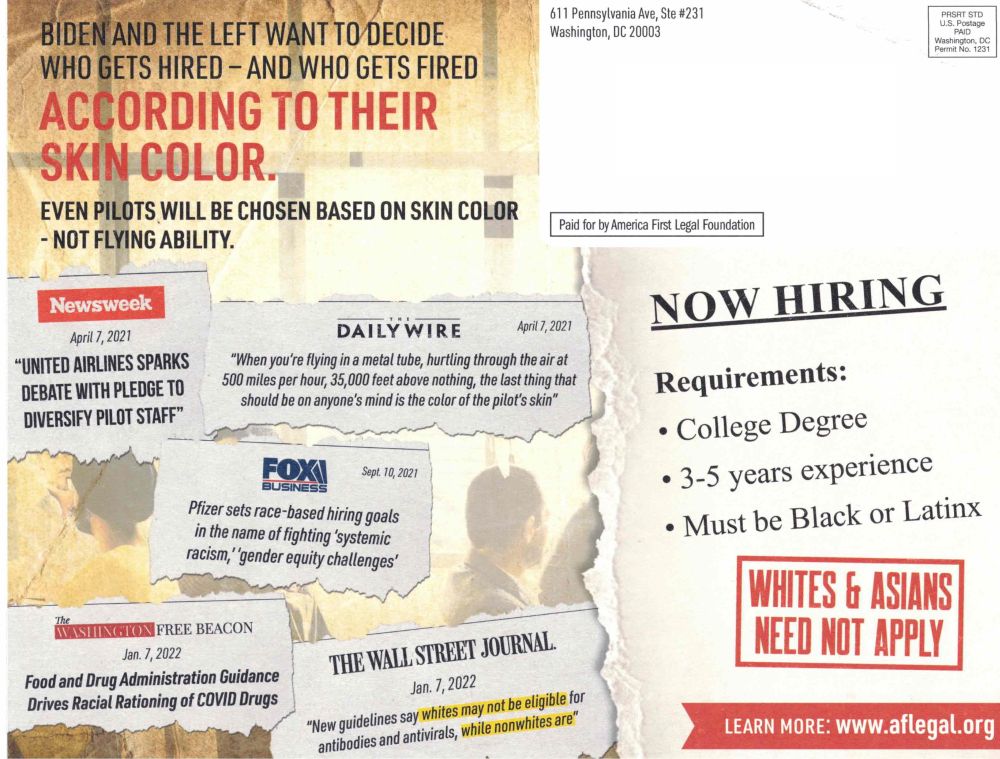 BIDEN AND THE LEFT WANT TO DECIDE
WHO GETS HIRED – AND WHO GETS FIRED
ACCORDING TO THEIR
SKIN COLOR.
EVEN PILOTS WILL BE CHOSEN BASED ON SKIN COLOR
- NOT FLYING ABILITY.
611 Pennsylvania Ave, Ste #231
Washington, DC 20003
PRSRT STD
U.S. Postage
PAID
Washington, DC
Permit No. 1231
Paid for by America First Legal Foundation
Newsweek
April 7, 2021
“UNITED AIRLINES SPARKS
DEBATE WITH PLEDGE TO
DIVERSIFY PILOT STAFF”
THE
DAILY WIRE
April 7, 2021
“When you're flying in a metal tube, hurtling through the air at
500 miles per hour, 35,000 feet above nothing, the last thing that
should be on anyone's mind is the color of the pilot's skin”
FOX
BUSINESS
Sept. 10, 2021
Pfizer sets race-based hiring goals
in the name of fighting ‘systemic
racism,’ ‘gender equity challenges’
The
WASHINGTON FREE BEACON
Jan. 7, 2022
Food and Drug Administration Guidance
Drives Racial Rationing of COVID Drugs
THE WALL STREET JOURNAL.
Jan. 7, 2022
“New guidelines say whites may not be eligible for
antibodies and antivirals, while nonwhites are”
NOW HIRING
Requirements:
• College Degree
• 3-5 years experience
• Must be Black or Latinx
WHITES & ASIANS
NEED NOT APPLY
LEARN MORE: www.aflegal.org